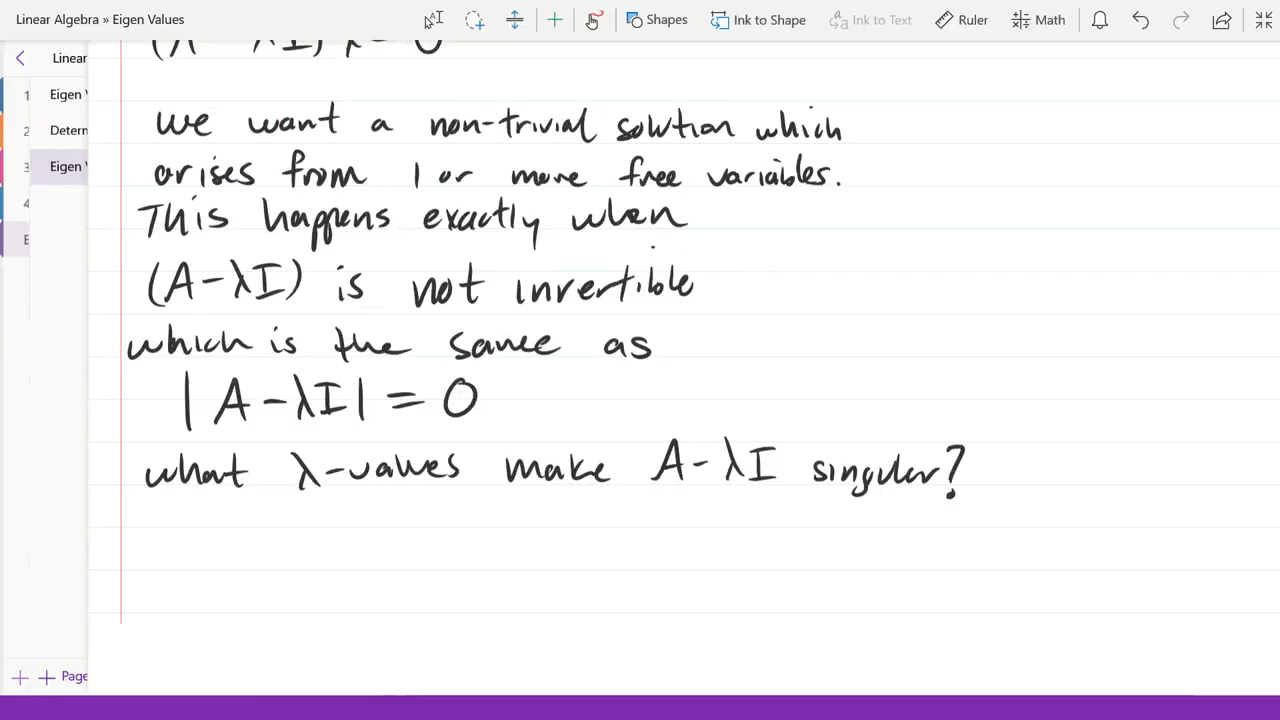 Linear Algebra » Eigen Values
Shapes
Ink to Shape
Ink to Text
Ruler
Math
Linear
1 Eigen V
2 Determ
3 Eigen V
4
E
+ + Page
(A - λI) x = 0
we want a non-trivial solution which
arises from 1 or more free variables.
This happens exactly when
(A-λI) is not invertible
which is the same as
|A-λI| = 0
what λ-values make A-λI singular?